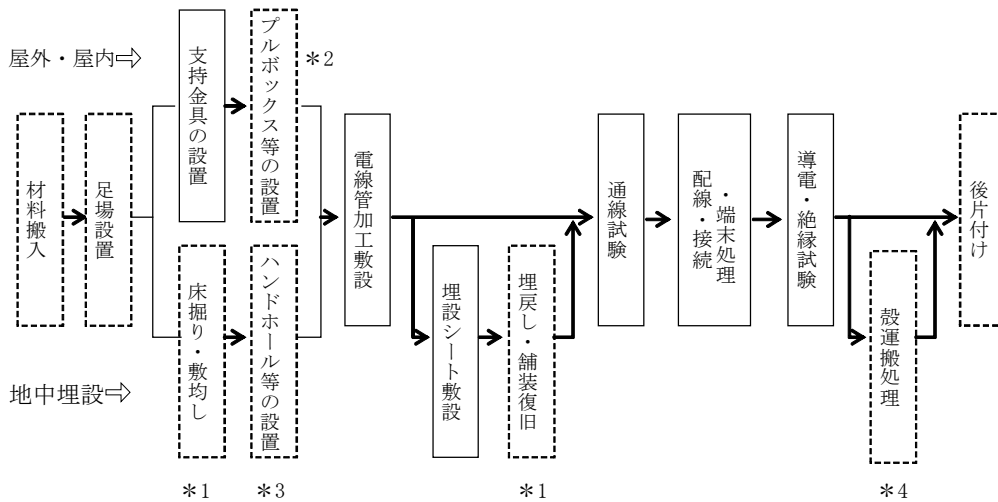 屋外・屋内⇨
支持金具の設置
プルボックス等の設置
＊2
材料搬入
足場設置
電線管加工敷設
通線試験
配線・接続
・端末処理
導電・絶縁試験
後片付け
床掘り・敷均し
ハンドホール等の設置
埋設シート敷設
埋戻し・舗装復旧
殻運搬処理
地中埋設⇨
＊1
＊3
＊1
＊4